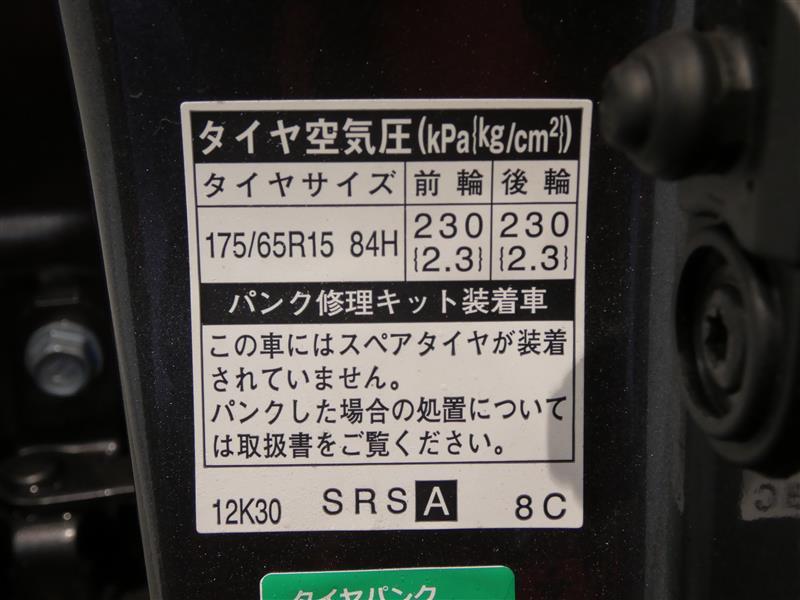 タイヤ空気圧(kPa{kg/cm²})
タイヤサイズ 前輪 後輪
175/65R15 84H 230 230
{2.3} {2.3}
パンク修理キット装着車
この車にはスペアタイヤが装着
されていません。
パンクした場合の処置について
は取扱書をご覧ください。
12K30 SRS A 8C
タイヤパンク